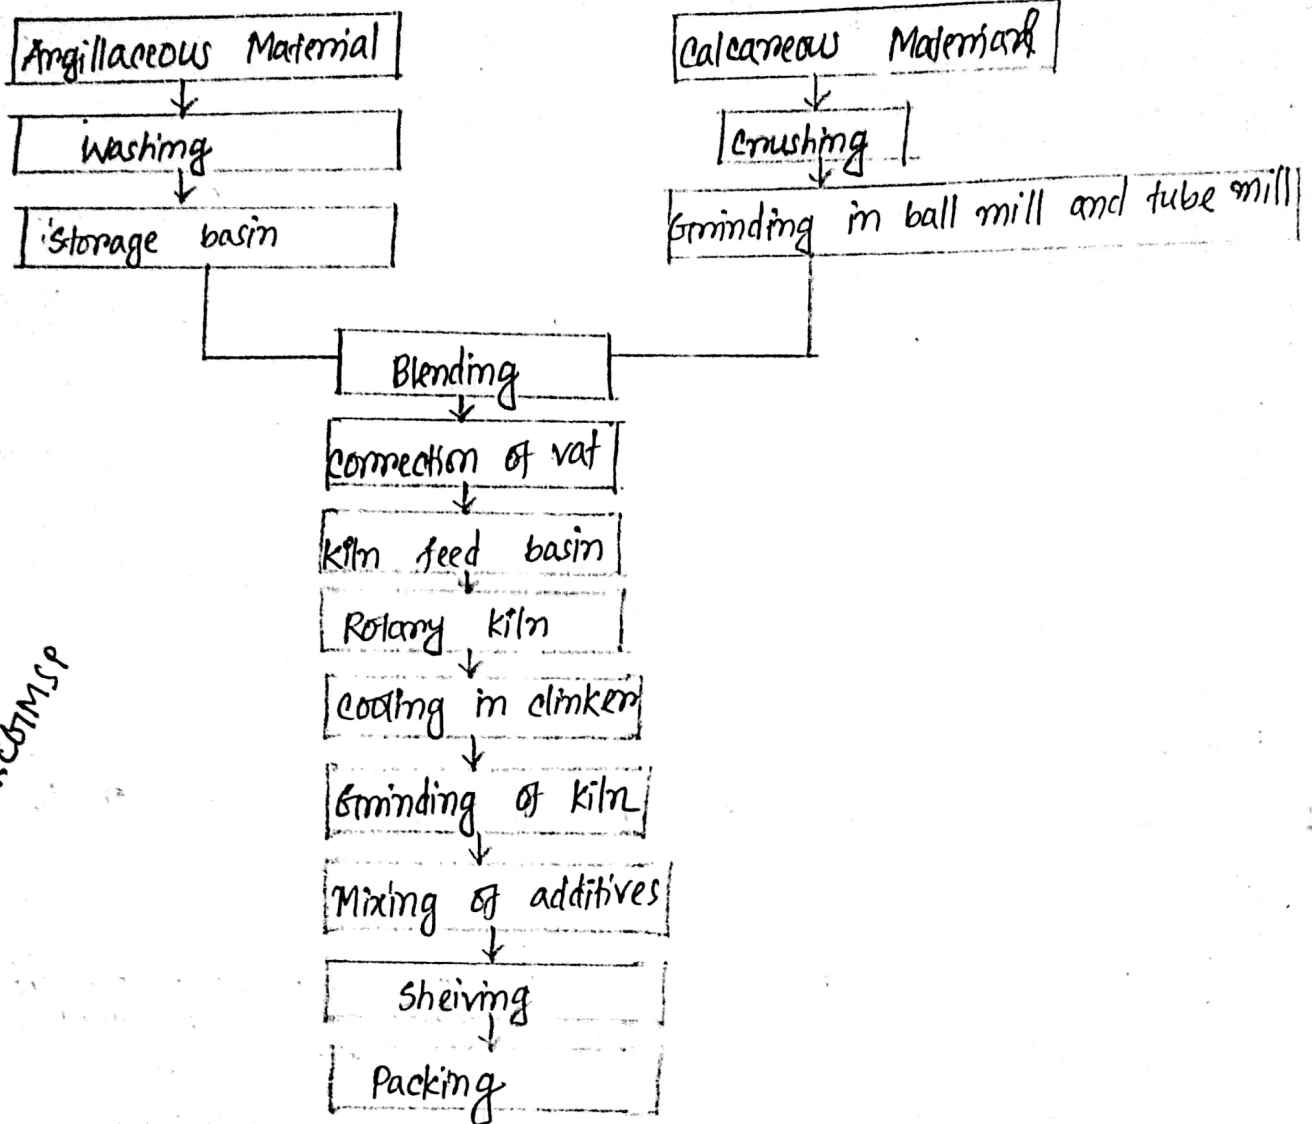 Argillaceous Material
Calcareous Material
Washing
Crushing
Storage basin
Grinding in ball mill and tube mill
Blending
Correction of vat
Kiln feed basin
Rotary kiln
Cooling in clinker
Grinding of kiln
Mixing of additives
Sheiving
Packing